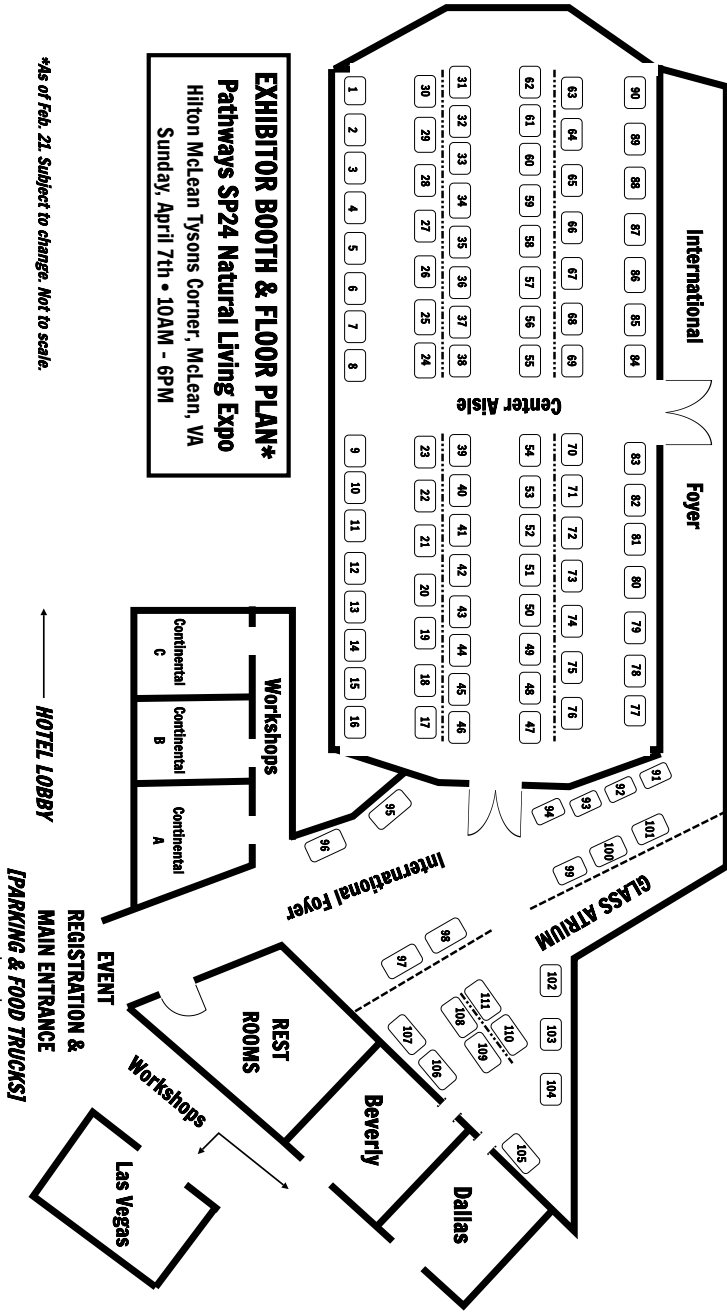 EXHIBITOR BOOTH & FLOOR PLAN*
Pathways SP24 Natural Living Expo
Hilton McLean Tysons Corner, McLean, VA
Sunday, April 7th • 10AM - 6PM
*As of Feb. 21. Subject to change. Not to scale.
International
Foyer
90 89 88 87 86 85 84
83 82 81 80 79 78 77
63 64 65 66 67 68 69
70 71 72 73 74 75 76
62 61 60 59 58 57 56 55
54 53 52 51 50 49 48 47
Center Aisle
31 32 33 34 35 36 37 38
39 40 41 42 43 44 45 46
30 29 28 27 26 25 24
23 22 21 20 19 18 17
1 2 3 4 5 6 7 8
9 10 11 12 13 14 15 16
91
92
93
94
95
96
101
100
99
GLASS ATRIUM
International Foyer
98
97
102
103
104
105
111
110
108
109
107
106
Workshops
Continental
C
Continental
B
Continental
A
REST
ROOMS
Beverly
Dallas
Workshops
Las Vegas
HOTEL LOBBY
EVENT
REGISTRATION &
MAIN ENTRANCE
[PARKING & FOOD TRUCKS]